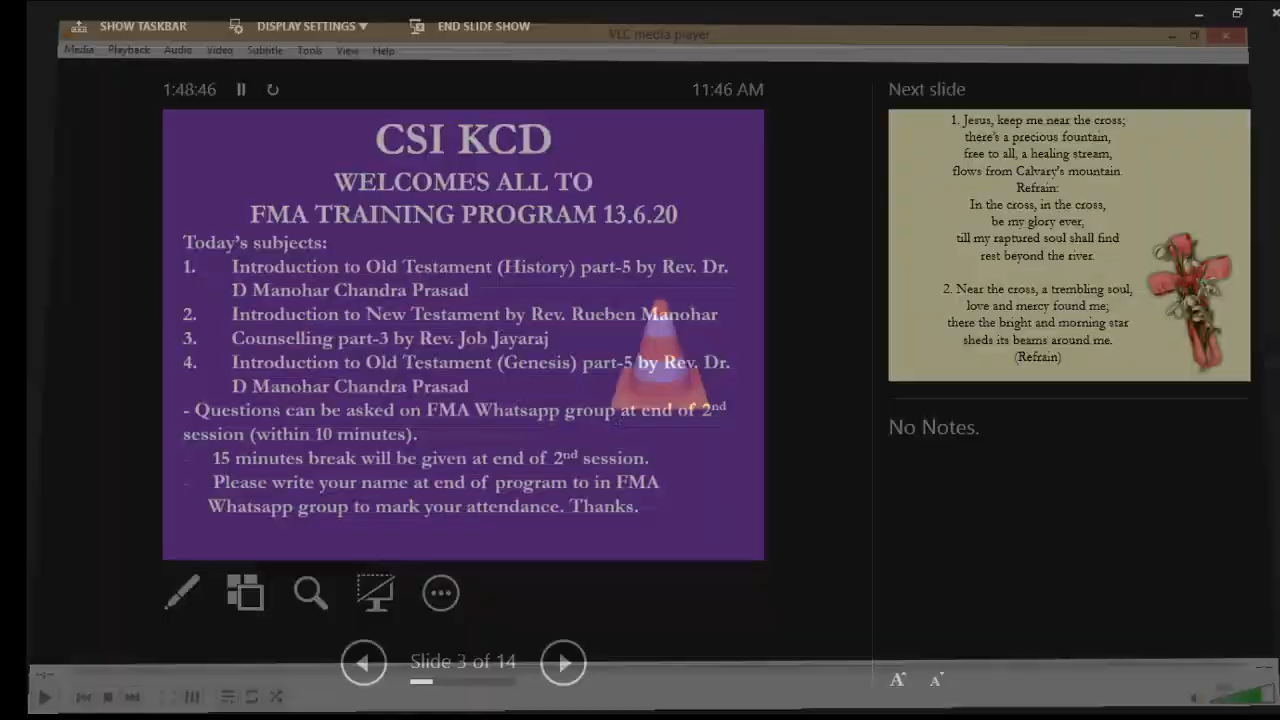 SHOW TASKBAR
DISPLAY SETTINGS
END SLIDE SHOW
VLC media player
Media Playback Audio Video Subtitle Tools View Help
1:48:46
11:46 AM
CSI KCD
WELCOMES ALL TO
FMA TRAINING PROGRAM 13.6.20
Today's subjects:
1. Introduction to Old Testament (History) part-5 by Rev. Dr.
D Manohar Chandra Prasad
2. Introduction to New Testament by Rev. Rueben Manohar
3. Counselling part-3 by Rev. Job Jayaraj
4. Introduction to Old Testament (Genesis) part-5 by Rev. Dr.
D Manohar Chandra Prasad
- Questions can be asked on FMA Whatsapp group at end of 2nd
session (within 10 minutes).
- 15 minutes break will be given at end of 2nd session.
- Please write your name at end of program to in FMA
Whatsapp group to mark your attendance. Thanks.
Slide 3 of 14
Next slide
1. Jesus, keep me near the cross;
there's a precious fountain,
free to all, a healing stream,
flows from Calvary's mountain.
Refrain:
In the cross, in the cross,
be my glory ever,
till my raptured soul shall find
rest beyond the river.
2. Near the cross, a trembling soul,
love and mercy found me;
there the bright and morning star
sheds its beams around me.
(Refrain)
No Notes.
A A